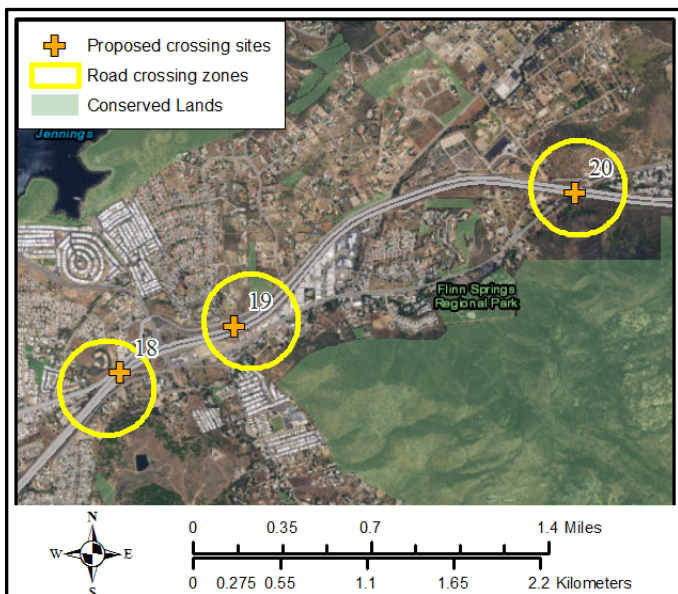 Proposed crossing sites
Road crossing zones
Conserved Lands
Jennings
20
19
Flinn Springs
Regional Park
18
N
W E
S
0 0.35 0.7 1.4 Miles
0 0.275 0.55 1.1 1.65 2.2 Kilometers